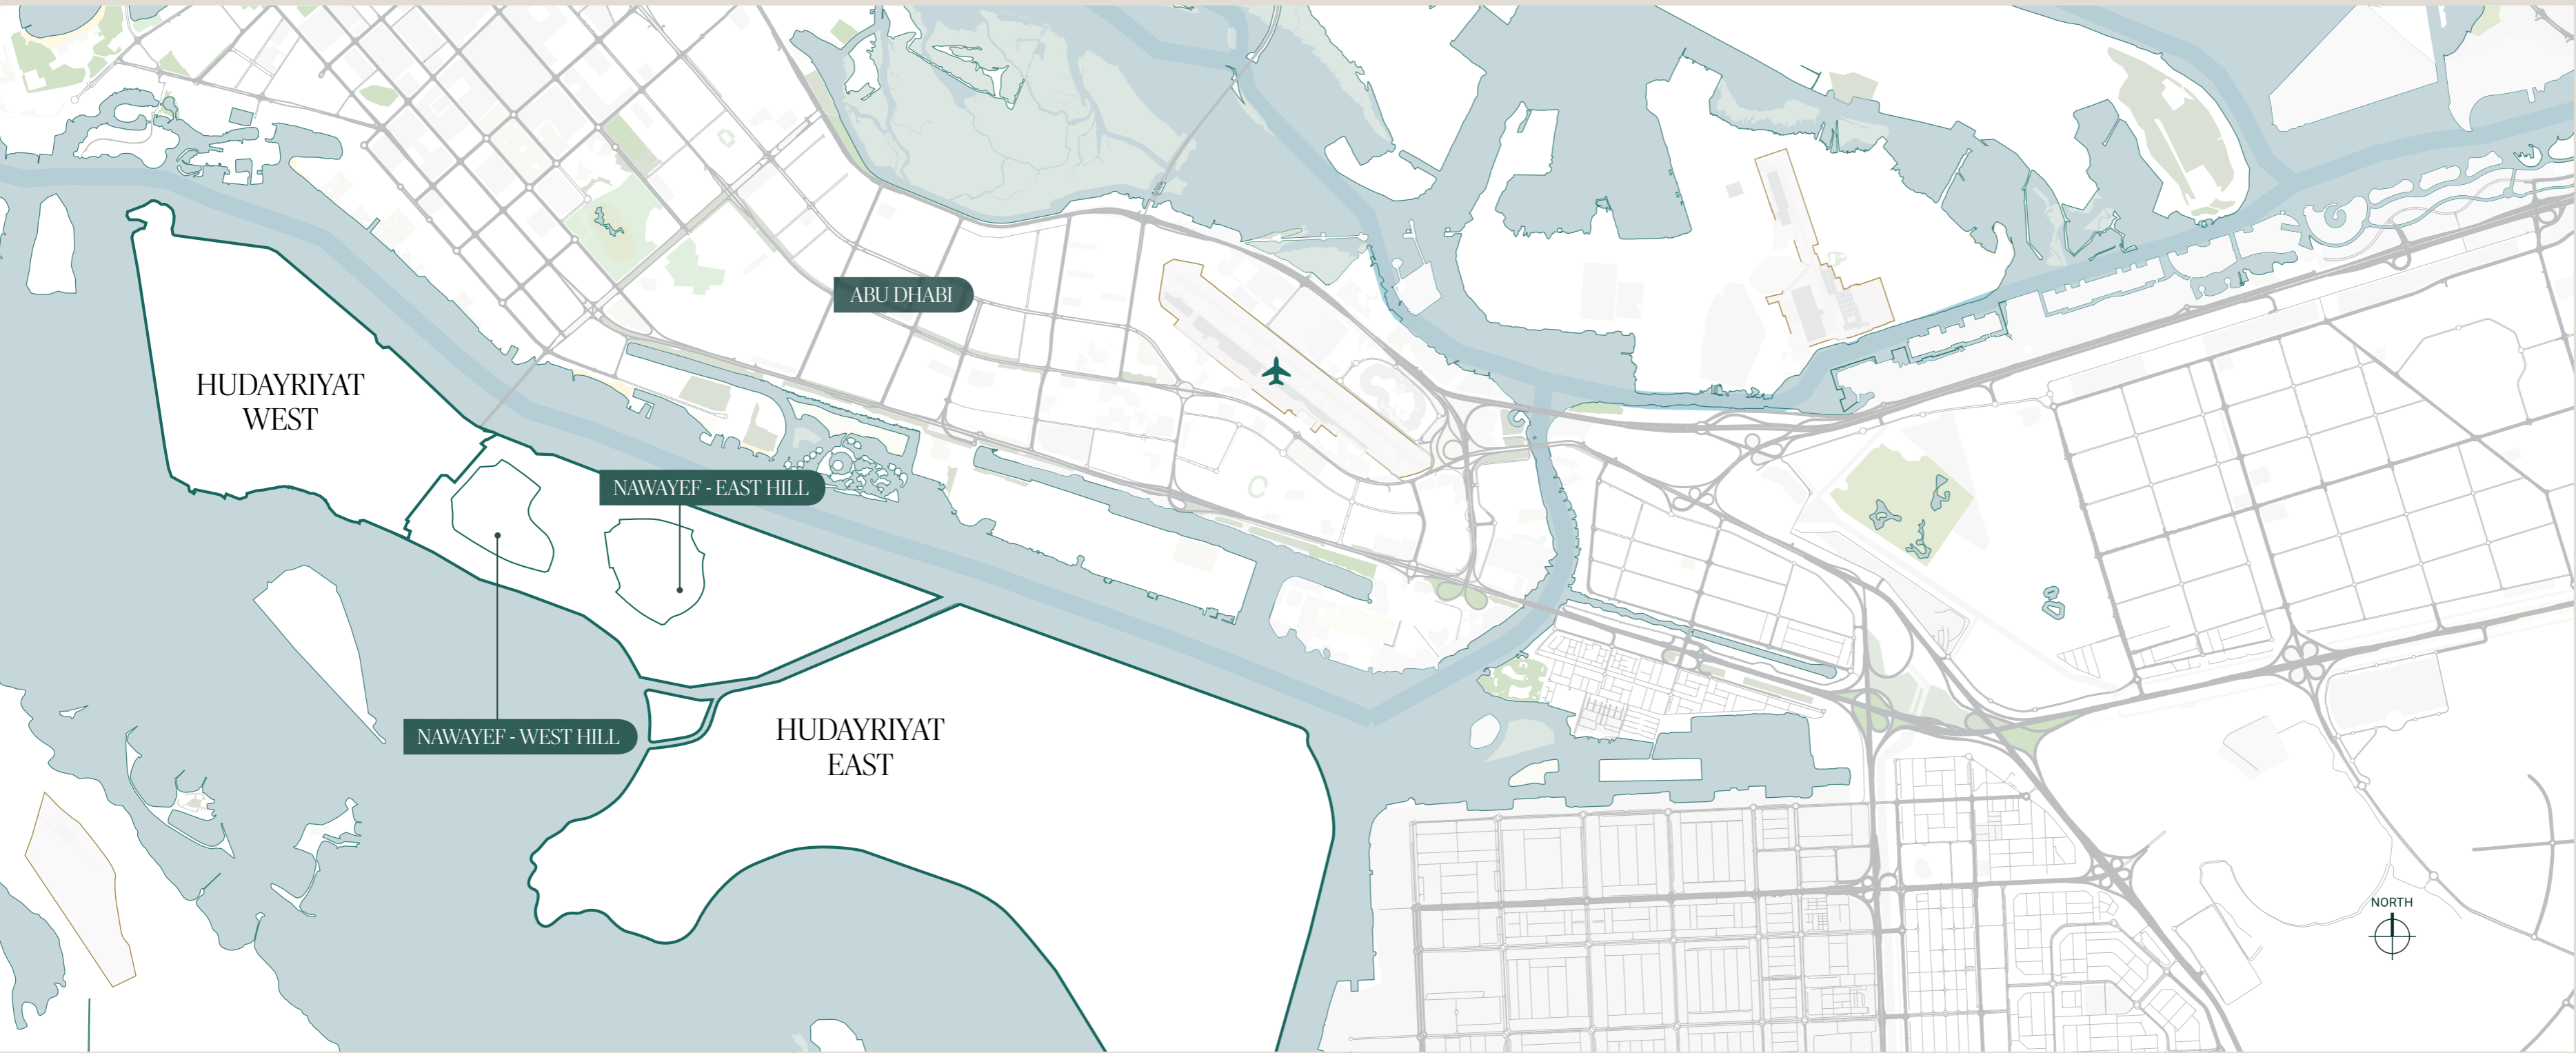 ABU DHABI
HUDAYRIYAT
WEST
NAWAYEF - EAST HILL
NAWAYEF - WEST HILL
HUDAYRIYAT
EAST
NORTH